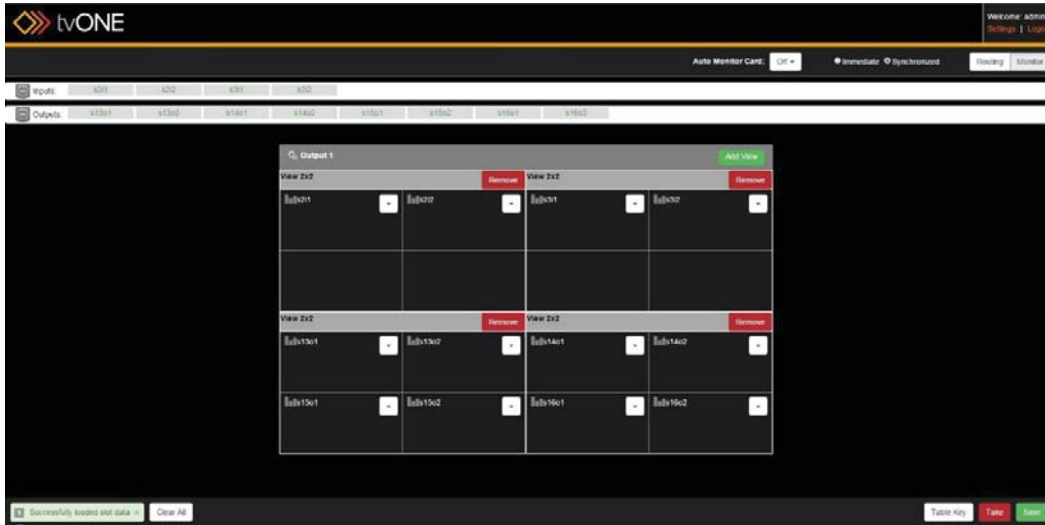 tvONE
Welcome: admin
Settings | Logo
Auto Monitor Card: Off
Immediate Synchronized
Routing Monitor
Inputs: s2i1 s2i2 s3i1 s3i2
Outputs: s13o1 s13o2 s14o1 s14o2 s15o1 s15o2 s16o1 s16o2
Output 1 Add View
View 2x2 Remove View 2x2 Remove
s2i1 s2i2 s3i1 s3i2
View 2x2 Remove View 2x2 Remove
s13o1 s13o2 s14o1 s14o2
s15o1 s15o2 s16o1 s16o2
Successfully loaded slot data × Clear All Table Key Take Save